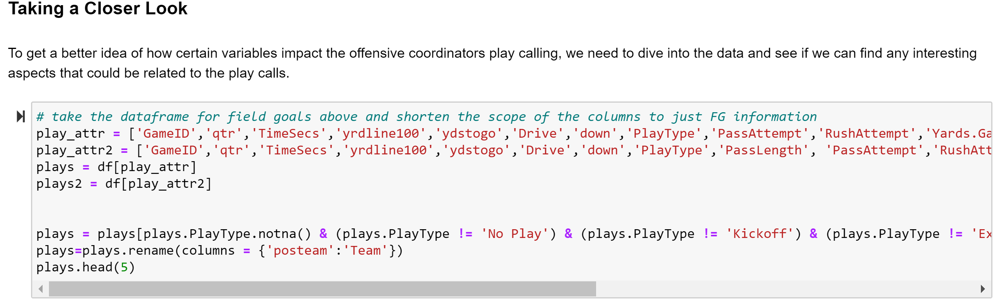 Taking a Closer Look
To get a better idea of how certain variables impact the offensive coordinators play calling, we need to dive into the data and see if we can find any interesting
aspects that could be related to the play calls.
# take the dataframe for field goals above and shorten the scope of the columns to just FG information
play_attr = ['GameID','qtr','TimeSecs','yrdline100','ydstogo','Drive','down','PlayType','PassAttempt','RushAttempt','Yards.Ga
play_attr2 = ['GameID','qtr','TimeSecs','yrdline100','ydstogo','Drive','down','PlayType','PassLength', 'PassAttempt','RushAtt
plays = df[play_attr]
plays2 = df[play_attr2]
plays = plays[plays.PlayType.notna() & (plays.PlayType != 'No Play') & (plays.PlayType != 'Kickoff') & (plays.PlayType != 'Ex
plays=plays.rename(columns = {'posteam':'Team'})
plays.head(5)